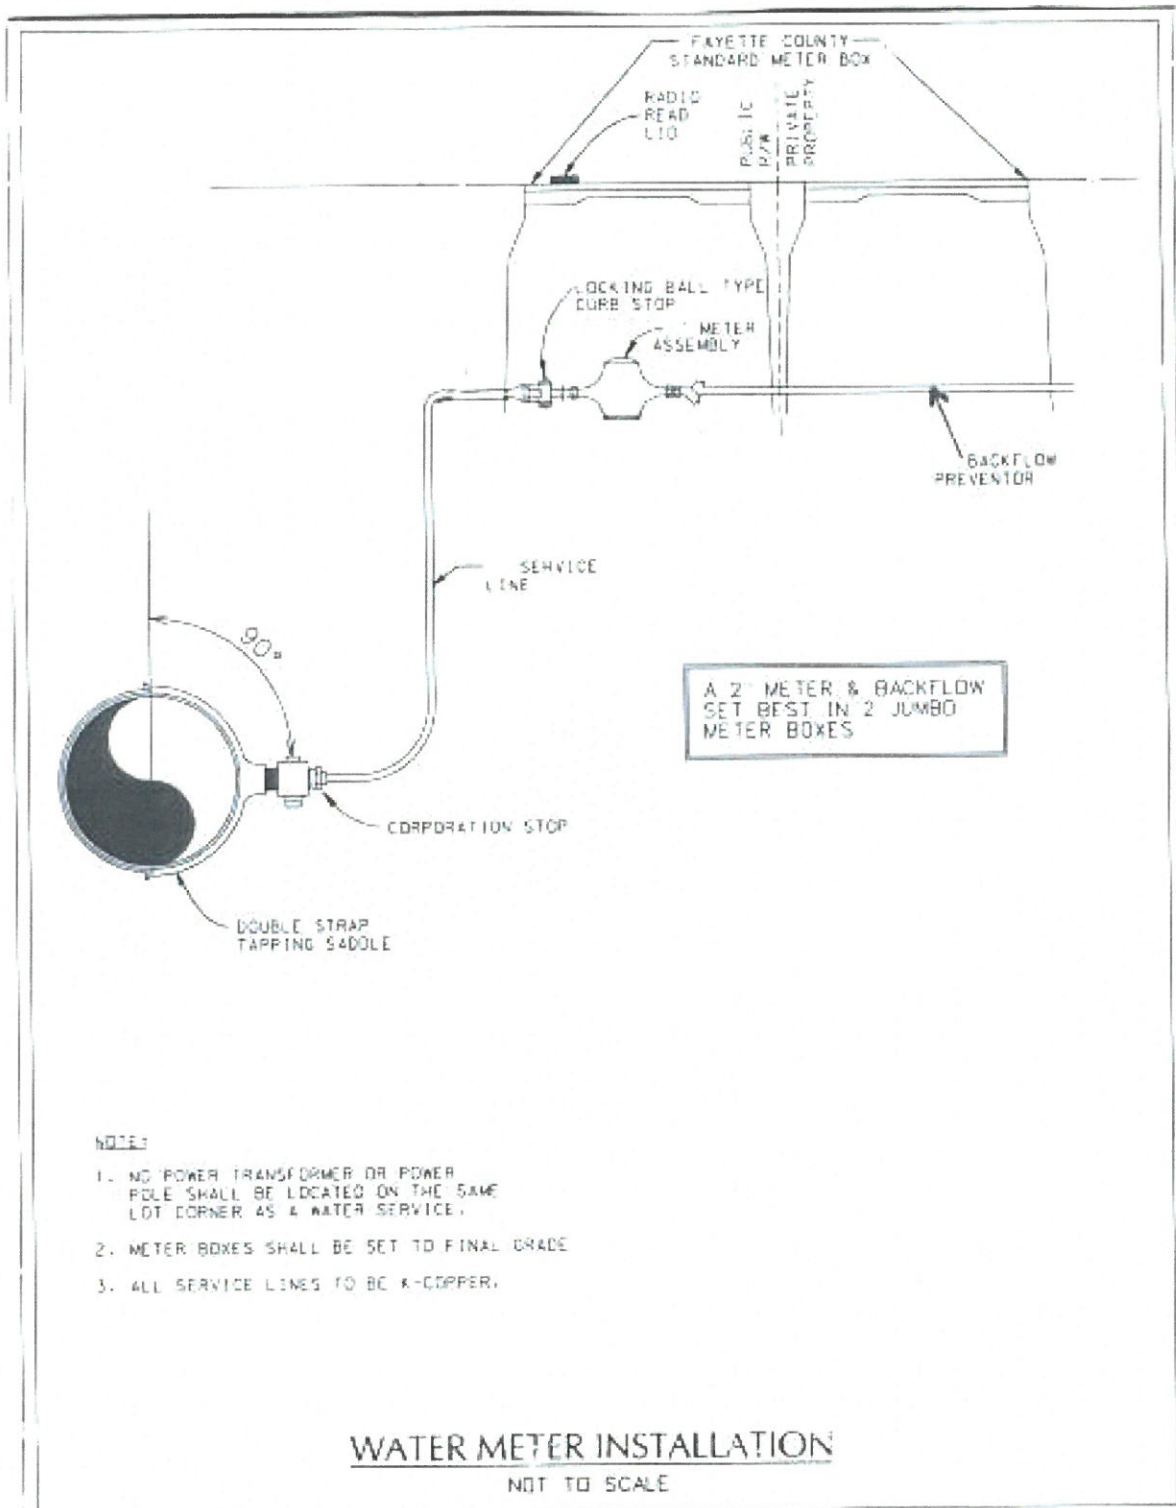 FAYETTE COUNTY
STANDARD METER BOX
RADIO
READ
LID
PUBLIC
R/W
PRIVATE
PROPERTY
LOCKING BALL TYPE
CURB STOP
METER
ASSEMBLY
BACKFLOW
PREVENTOR
SERVICE
LINE
90°
A 2" METER & BACKFLOW
SET BEST IN 2 JUMBO
METER BOXES
CORPORATION STOP
DOUBLE STRAP
TAPPING SADDLE
NOTE:
1. NO POWER TRANSFORMER OR POWER
POLE SHALL BE LOCATED ON THE SAME
LOT CORNER AS A WATER SERVICE.
2. METER BOXES SHALL BE SET TO FINAL GRADE
3. ALL SERVICE LINES TO BE K-COPPER.
WATER METER INSTALLATION
NOT TO SCALE